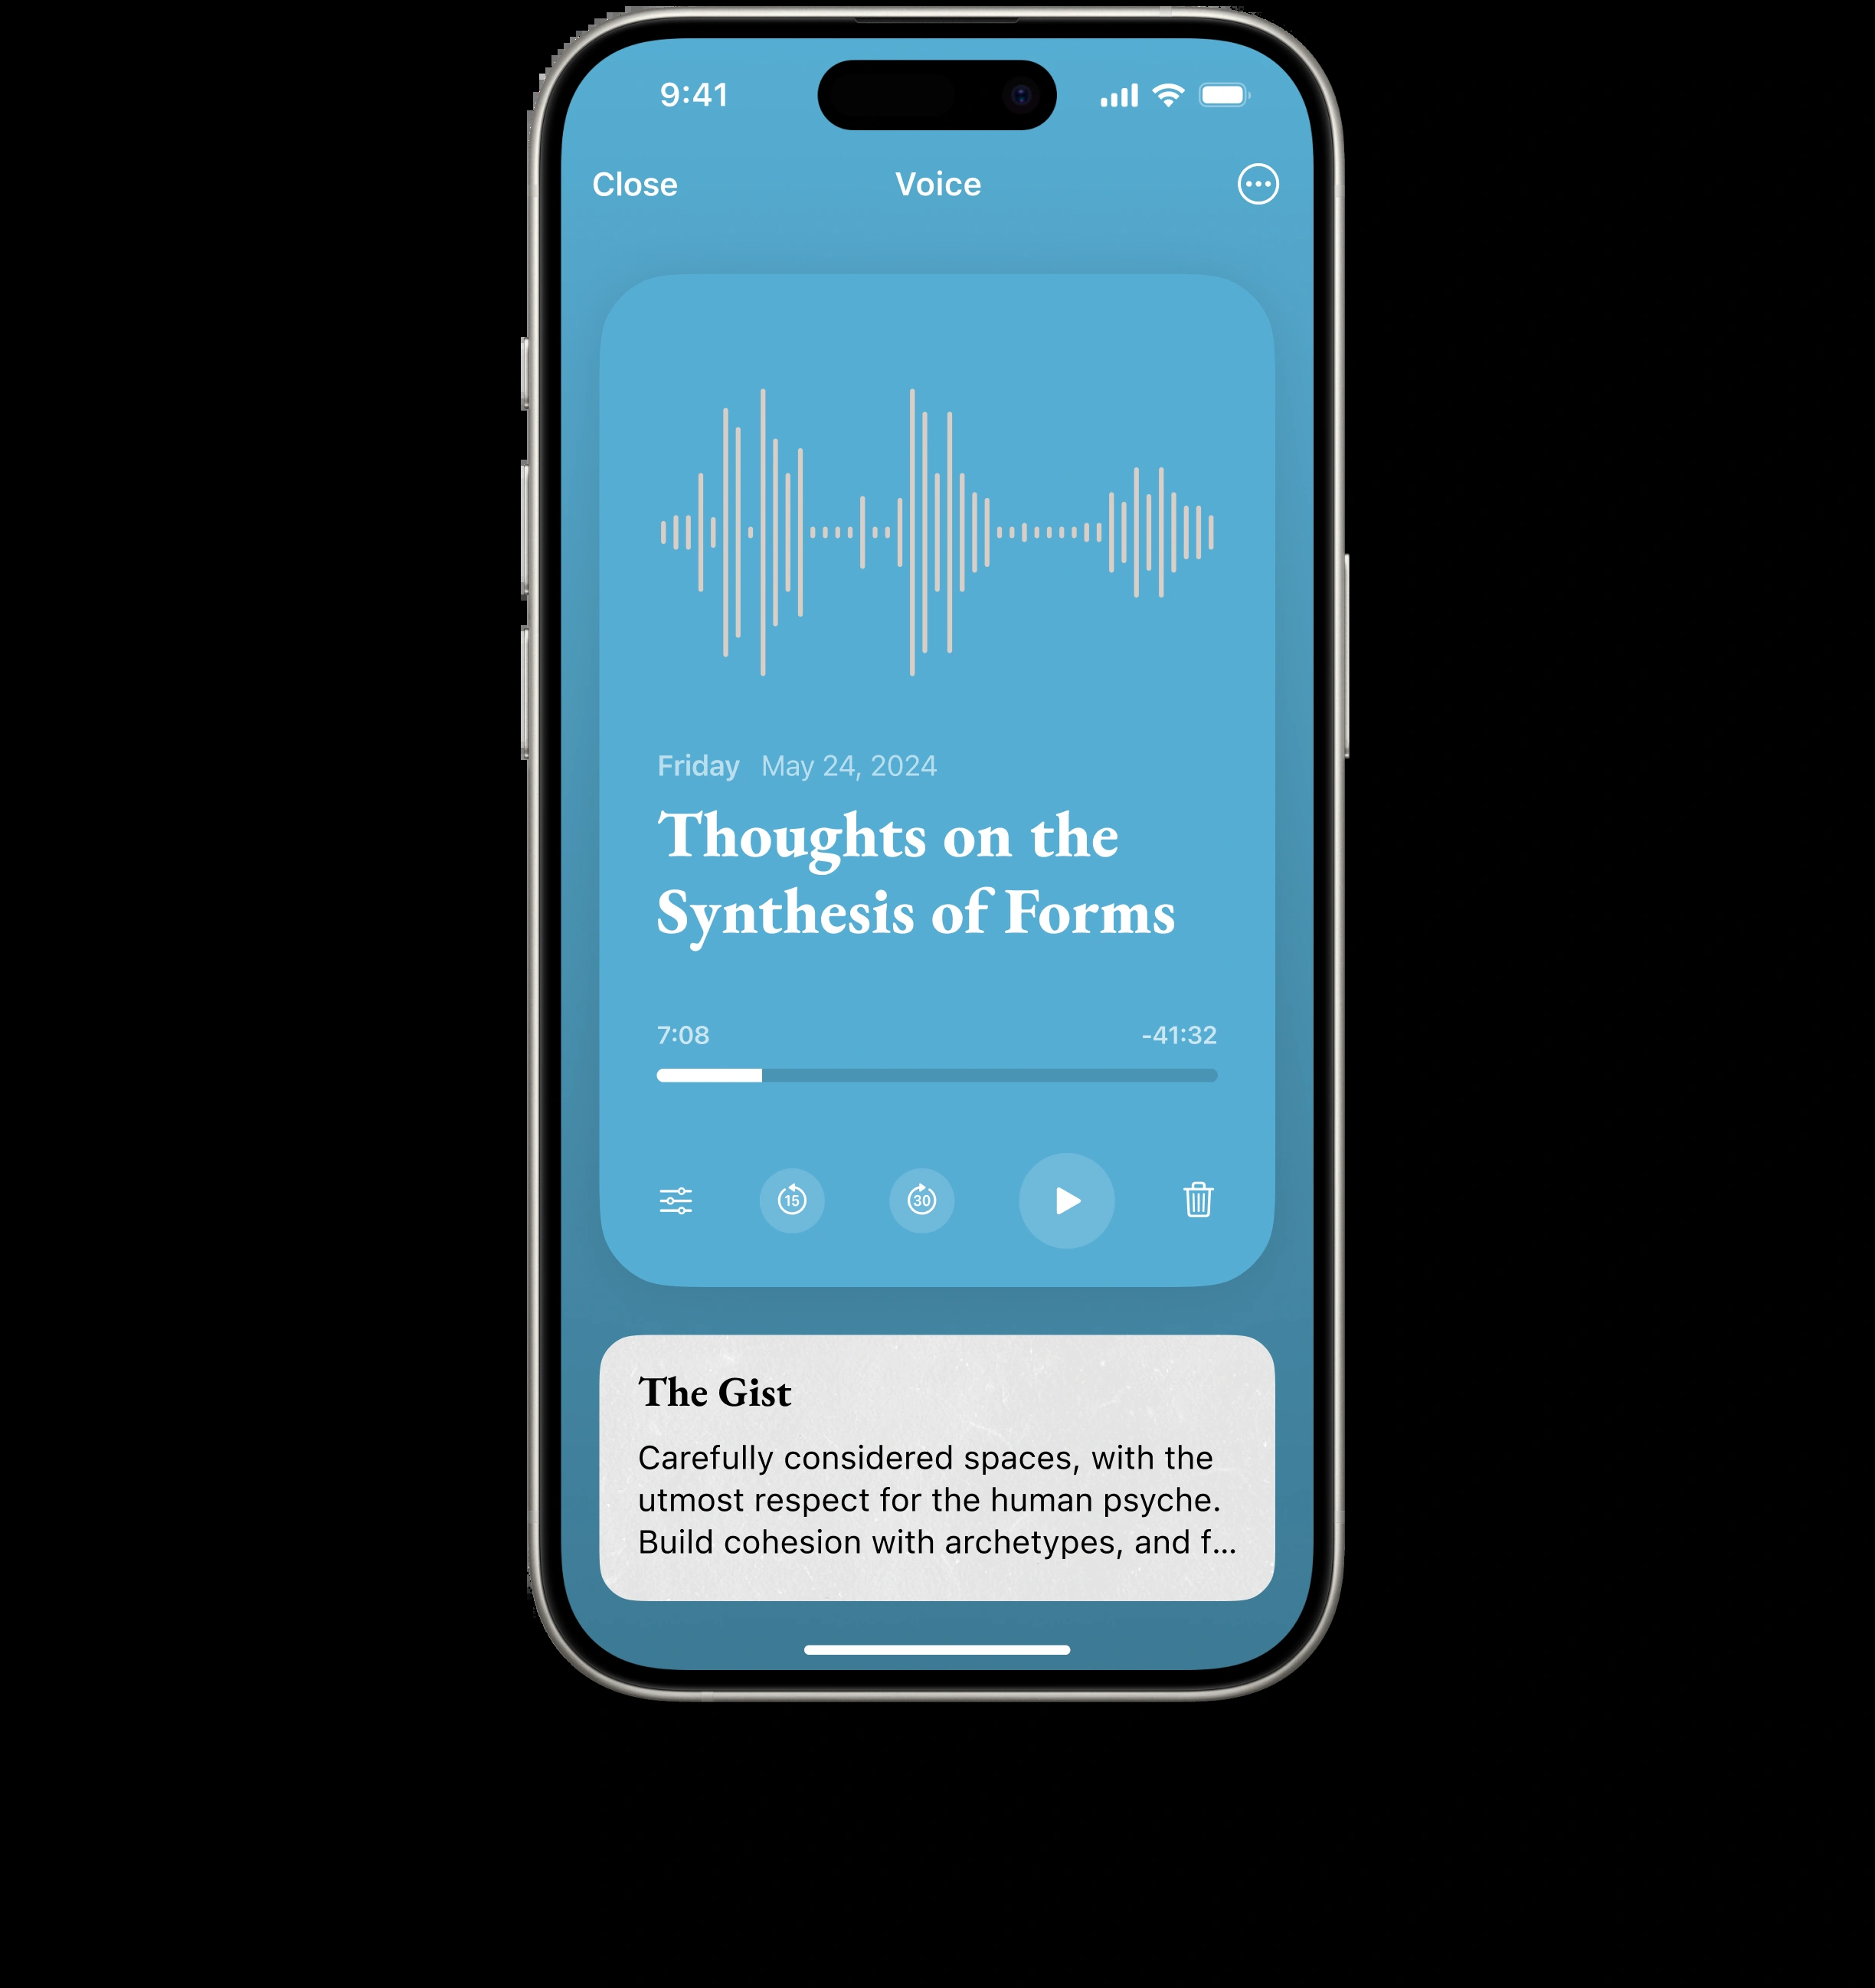 9:41
Close Voice
Friday May 24, 2024
Thoughts on the
Synthesis of Forms
7:08 -41:32
15 30
The Gist
Carefully considered spaces, with the
utmost respect for the human psyche.
Build cohesion with archetypes, and f...